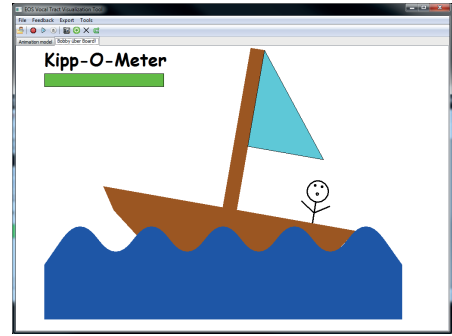 EOS Vocal Tract Visualization Tool
File Feedback Export Tools
Animation model Bobby über Board!
Kipp-O-Meter